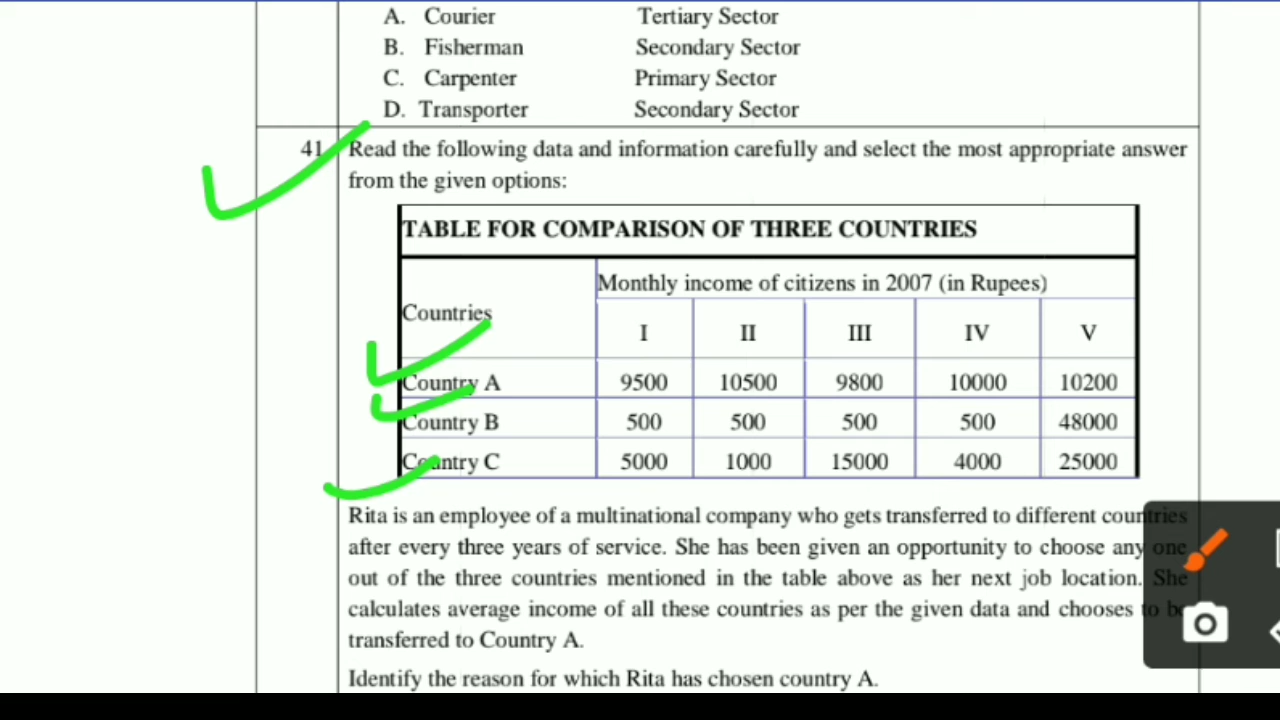 A. Courier Tertiary Sector
B. Fisherman Secondary Sector
C. Carpenter Primary Sector
D. Transporter Secondary Sector
41 Read the following data and information carefully and select the most appropriate answer
from the given options:
TABLE FOR COMPARISON OF THREE COUNTRIES
Monthly income of citizens in 2007 (in Rupees)
Countries
I II III IV V
Country A 9500 10500 9800 10000 10200
Country B 500 500 500 500 48000
Country C 5000 1000 15000 4000 25000
Rita is an employee of a multinational company who gets transferred to different countries
after every three years of service. She has been given an opportunity to choose any one
out of the three countries mentioned in the table above as her next job location. She
calculates average income of all these countries as per the given data and chooses to be
transferred to Country A.
Identify the reason for which Rita has chosen country A.